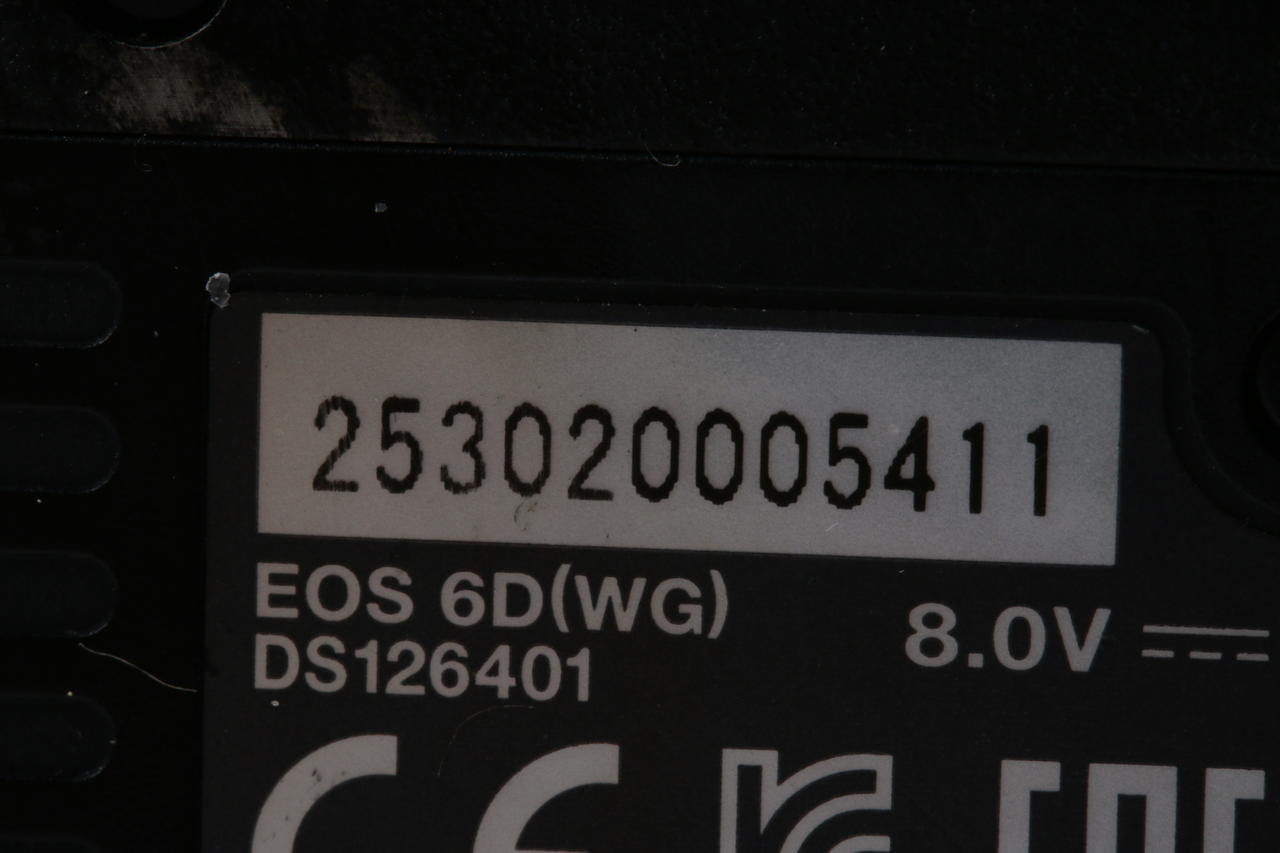 253020005411
EOS 6D(WG)
8.0V
DS126401